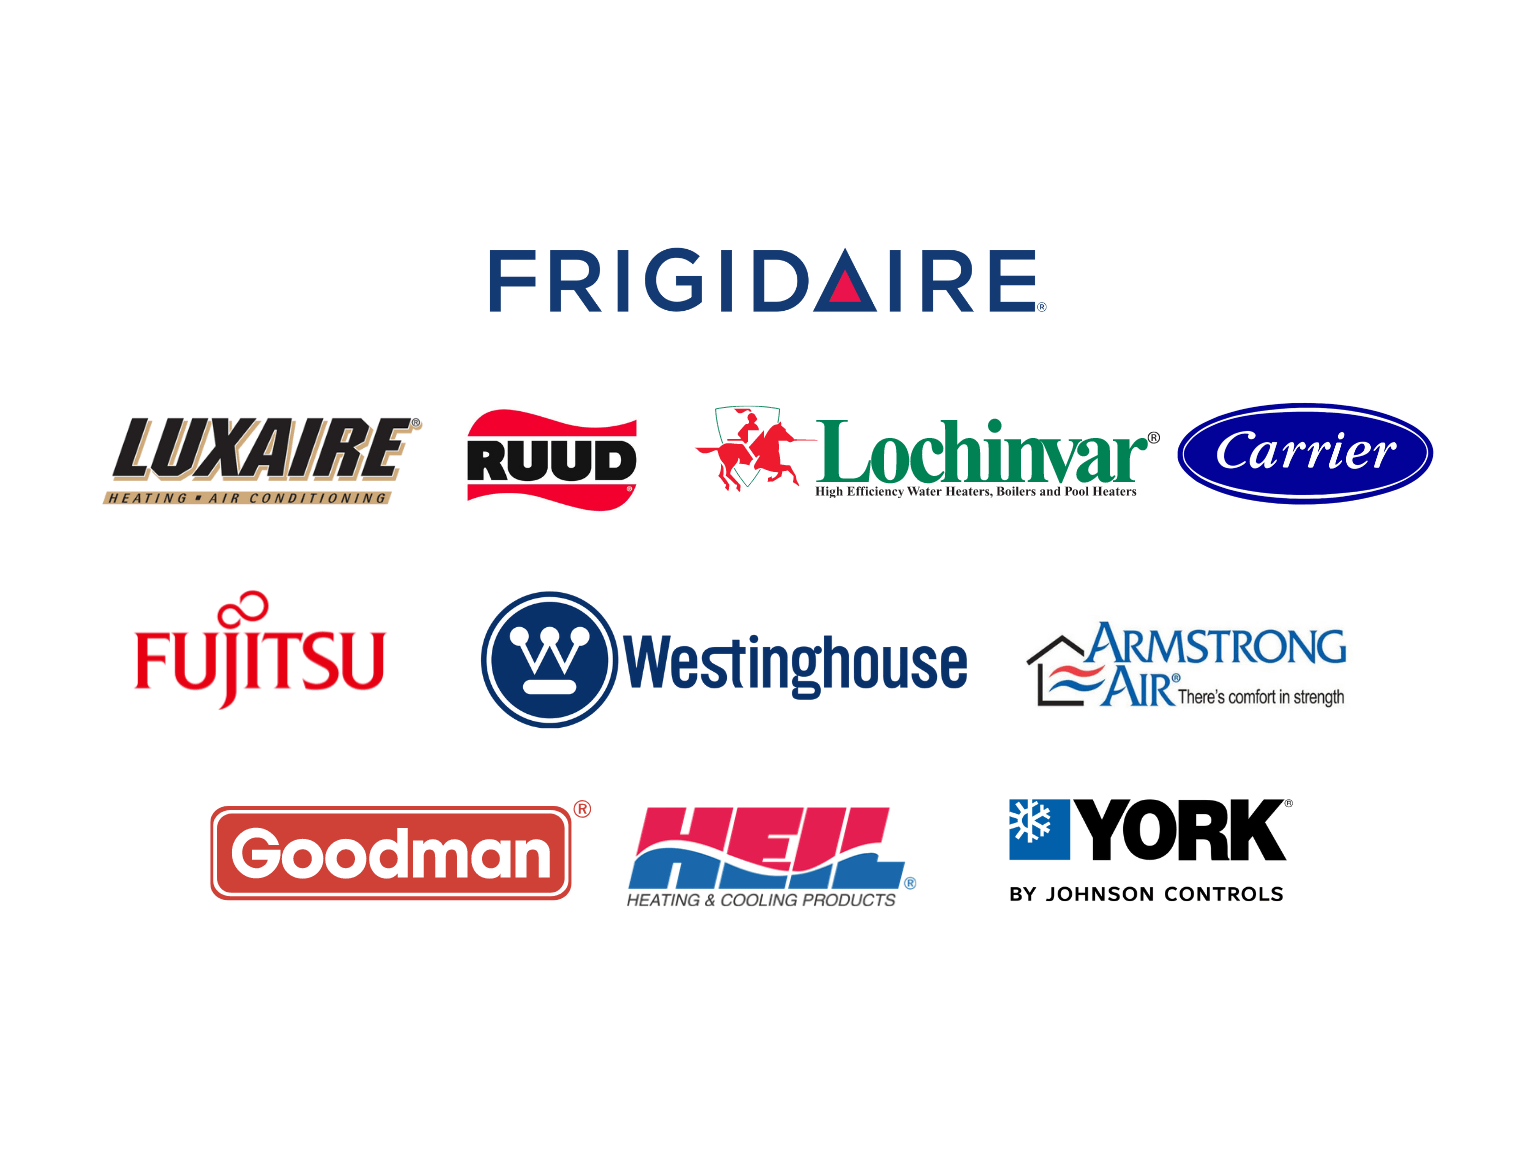 FRIGIDAIRE®
LUXAIRE®
HEATING ▪ AIR CONDITIONING
RUUD®
Lochinvar®
High Efficiency Water Heaters, Boilers and Pool Heaters
Carrier
FUJITSU
W Westinghouse
ARMSTRONG
AIR® There's comfort in strength
Goodman®
HEIL®
HEATING & COOLING PRODUCTS
YORK®
BY JOHNSON CONTROLS